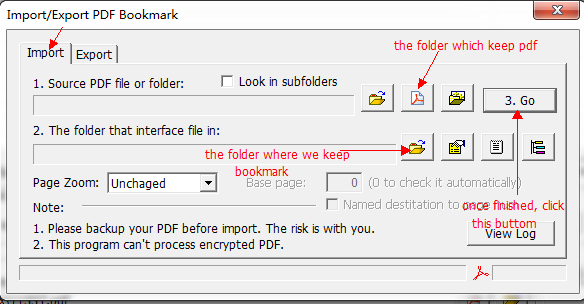 Import/Export PDF Bookmark
Import
Export
the folder which keep pdf
1. Source PDF file or folder:
Look in subfolders
3. Go
2. The folder that interface file in:
the folder where we keep
bookmark
Page Zoom:
Unchaged
Base page:
0
(0 to check it automatically)
Note:
Named destitation to page
once finished, click
this buttom
1. Please backup your PDF before import. The risk is with you.
2. This program can't process encrypted PDF.
View Log